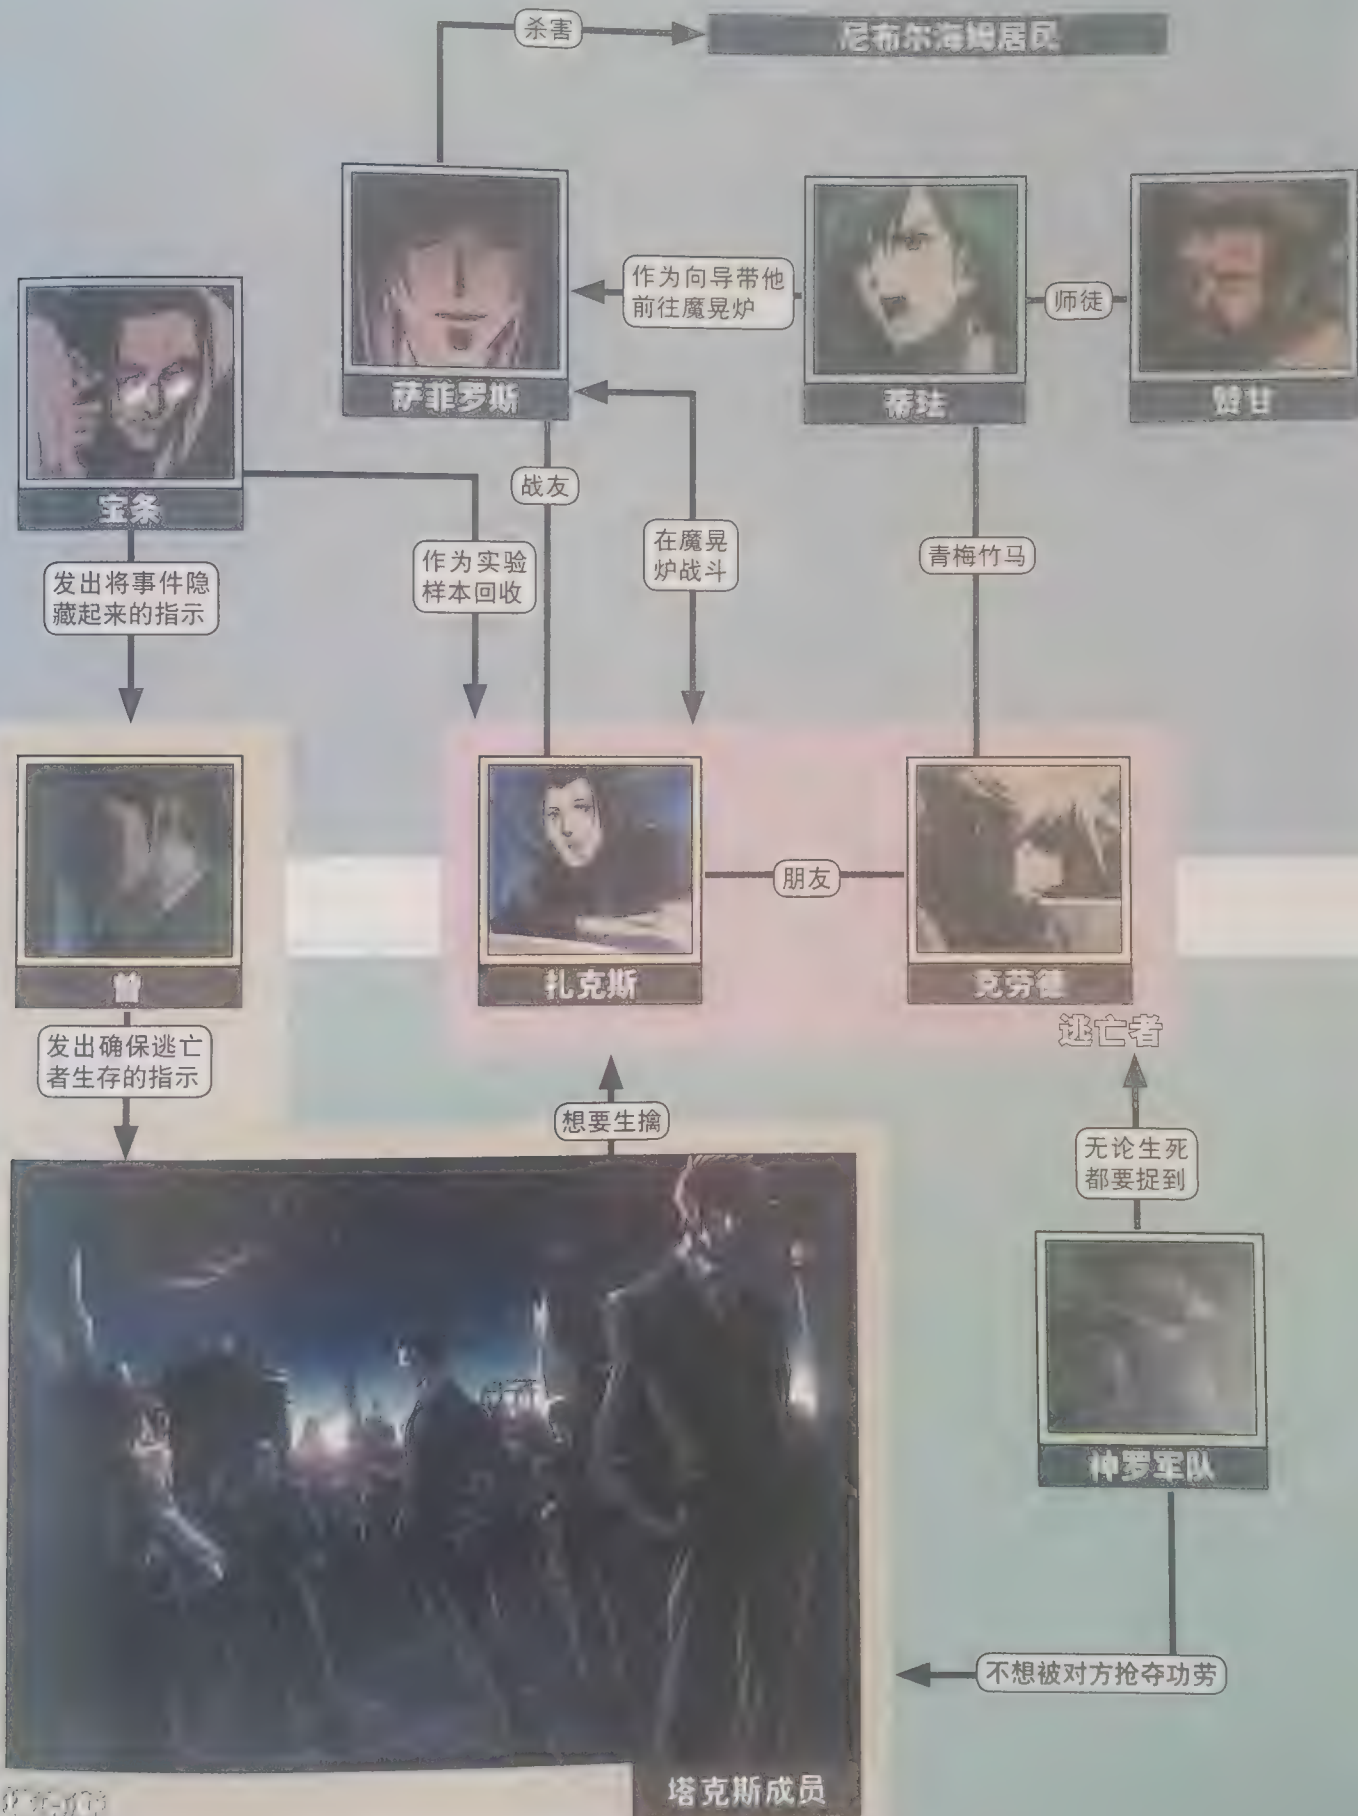 杀害
尼布尔海姆居民
作为向导带他
前往魔晃炉
师徒
萨菲罗斯
蒂法
赞甘
宝条
战友
发出将事件隐
藏起来的指示
作为实验
样本回收
在魔晃
炉战斗
青梅竹马
朋友
曾
扎克斯
克劳德
逃亡者
发出确保逃亡
者生存的指示
想要生擒
无论生死
都要捉到
神罗军队
不想被对方抢夺功劳
塔克斯成员